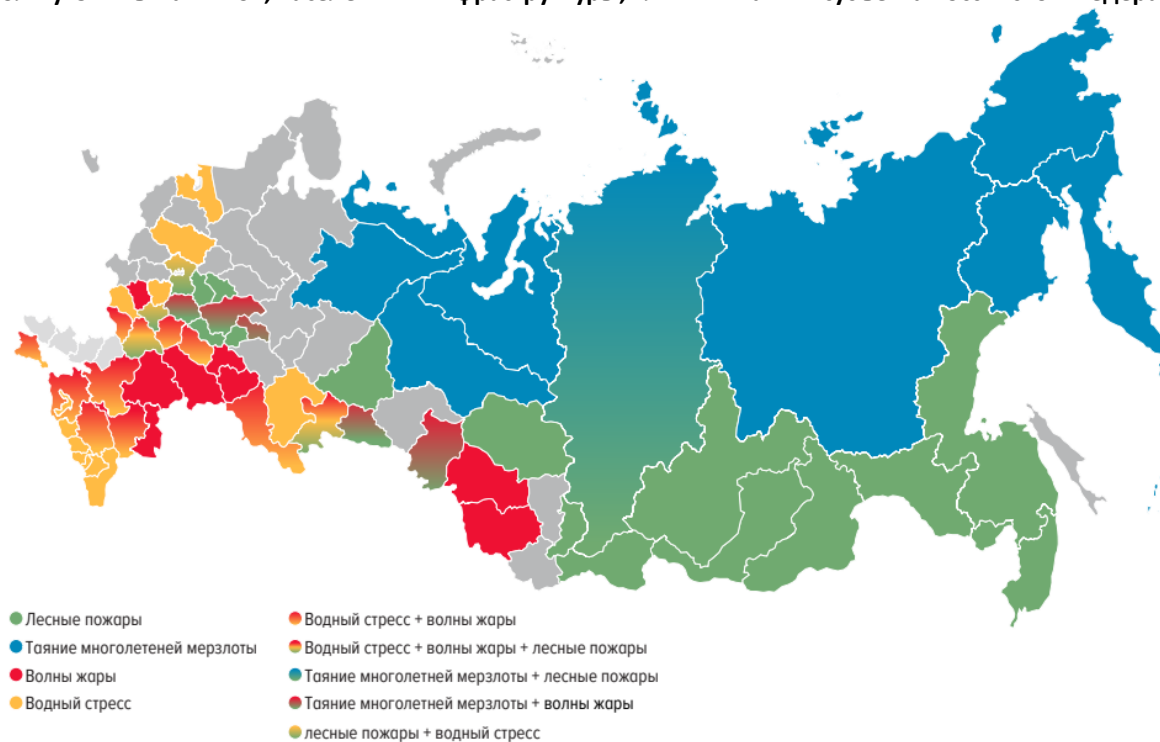 Лесные пожары
Таяние многолетеней мерзлоты
Волны жары
Водный стресс
Водный стресс + волны жары
Водный стресс + волны жары + лесные пожары
Таяние многолетней мерзлоты + лесные пожары
Таяние многолетней мерзлоты + волны жары
лесные пожары + водный стресс